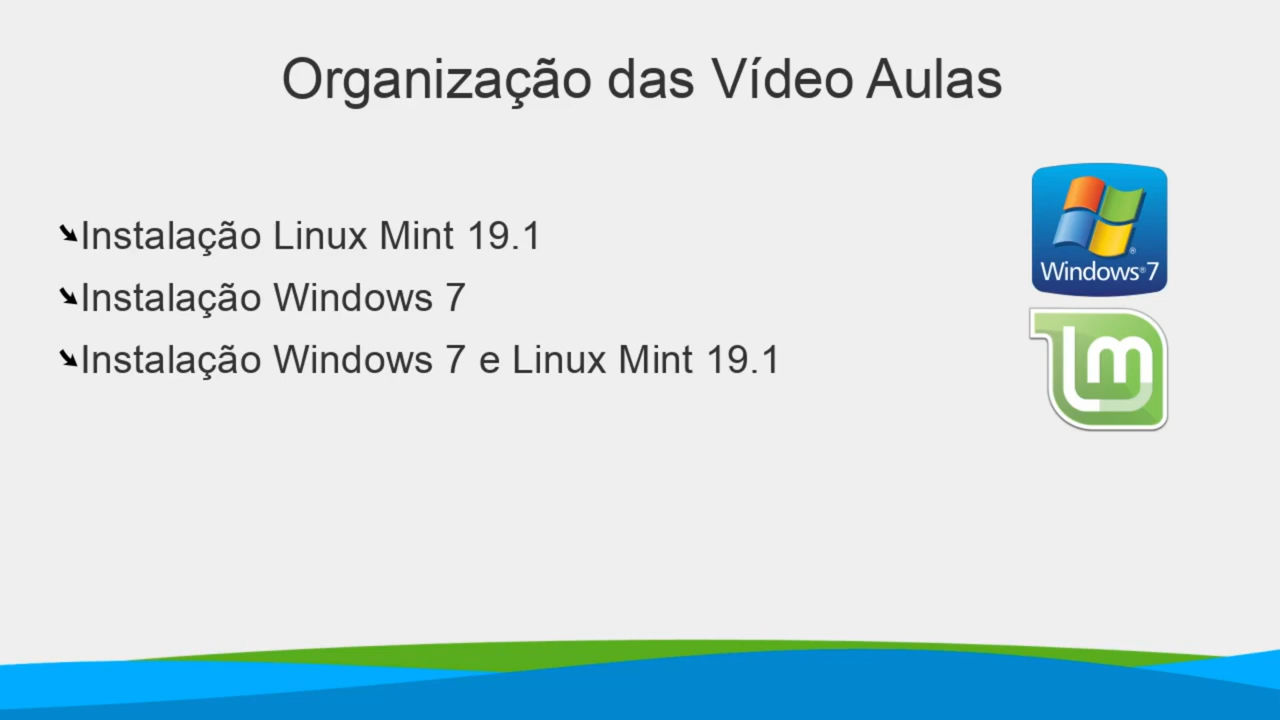 Organização das Vídeo Aulas
Instalação Linux Mint 19.1
Instalação Windows 7
Instalação Windows 7 e Linux Mint 19.1
Windows®7
lm